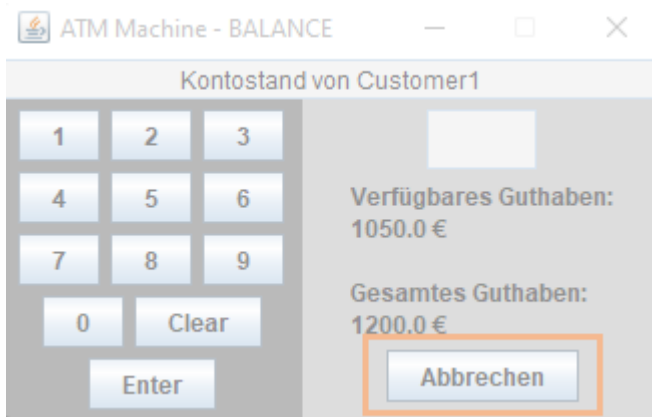 ATM Machine - BALANCE
Kontostand von Customer1
1 2 3
4 5 6
7 8 9
0 Clear
Enter
Verfügbares Guthaben:
1050.0 €
Gesamtes Guthaben:
1200.0 €
Abbrechen